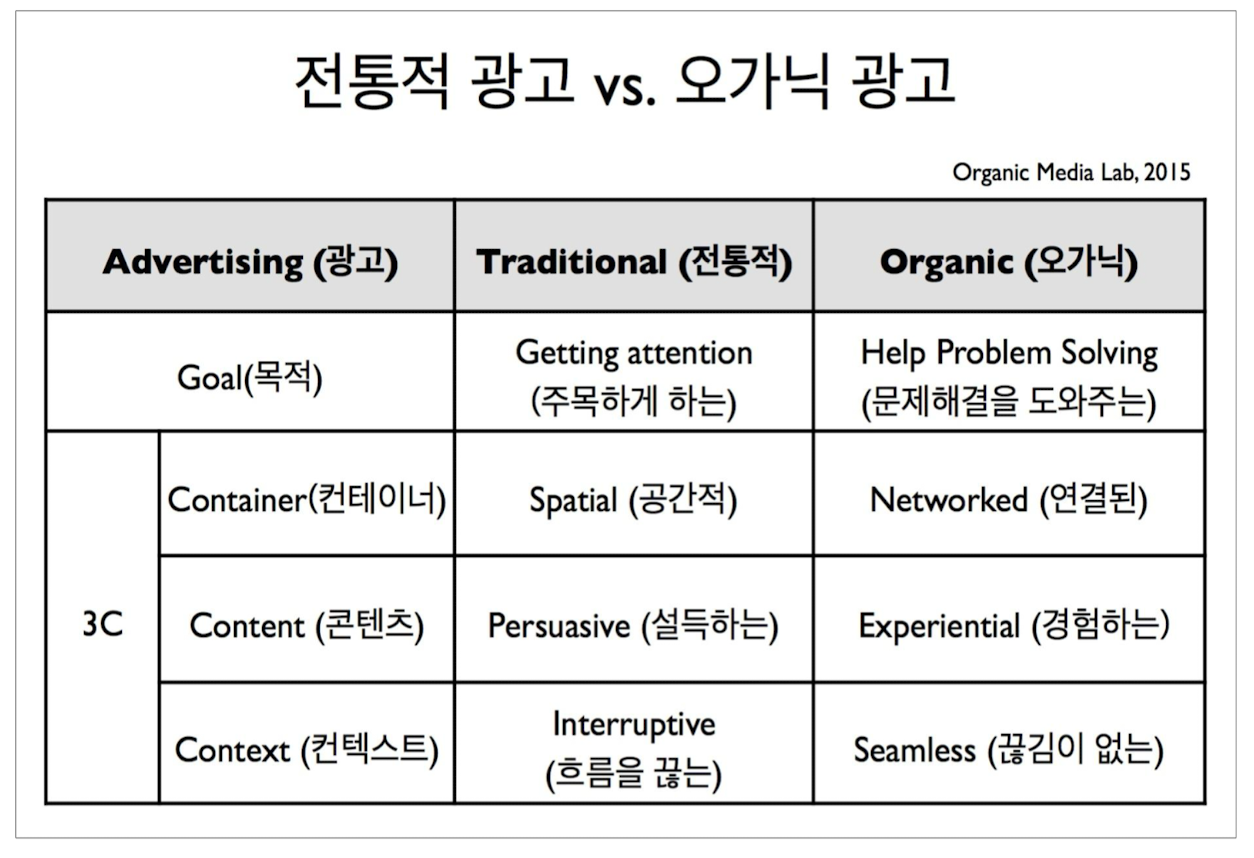 전통적 광고 vs. 오가닉 광고
Organic Media Lab, 2015
Advertising (광고) Traditional (전통적) Organic (오가닉)
Goal(목적) Getting attention (주목하게 하는) Help Problem Solving (문제해결을 도와주는)
3C
Container(컨테이너) Spatial (공간적) Networked (연결된)
Content (콘텐츠) Persuasive (설득하는) Experiential (경험하는)
Context (컨텍스트) Interruptive (흐름을 끊는) Seamless (끊김이 없는)